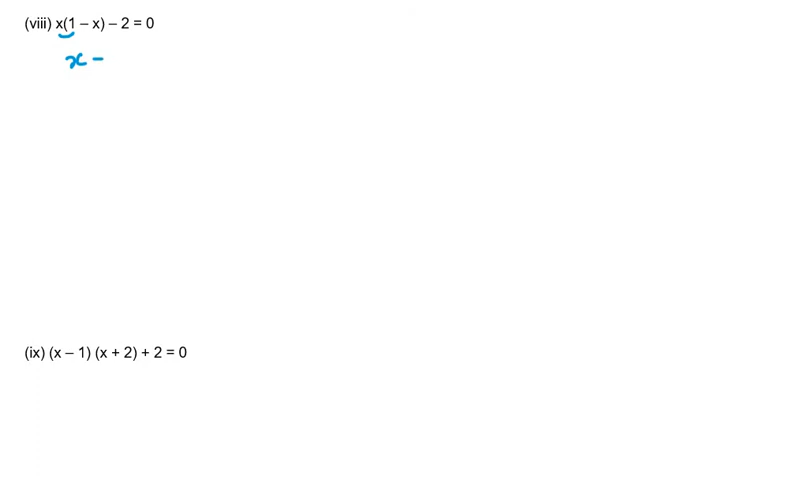 (viii) x(1 – x) – 2 = 0
x –
(ix) (x – 1) (x + 2) + 2 = 0